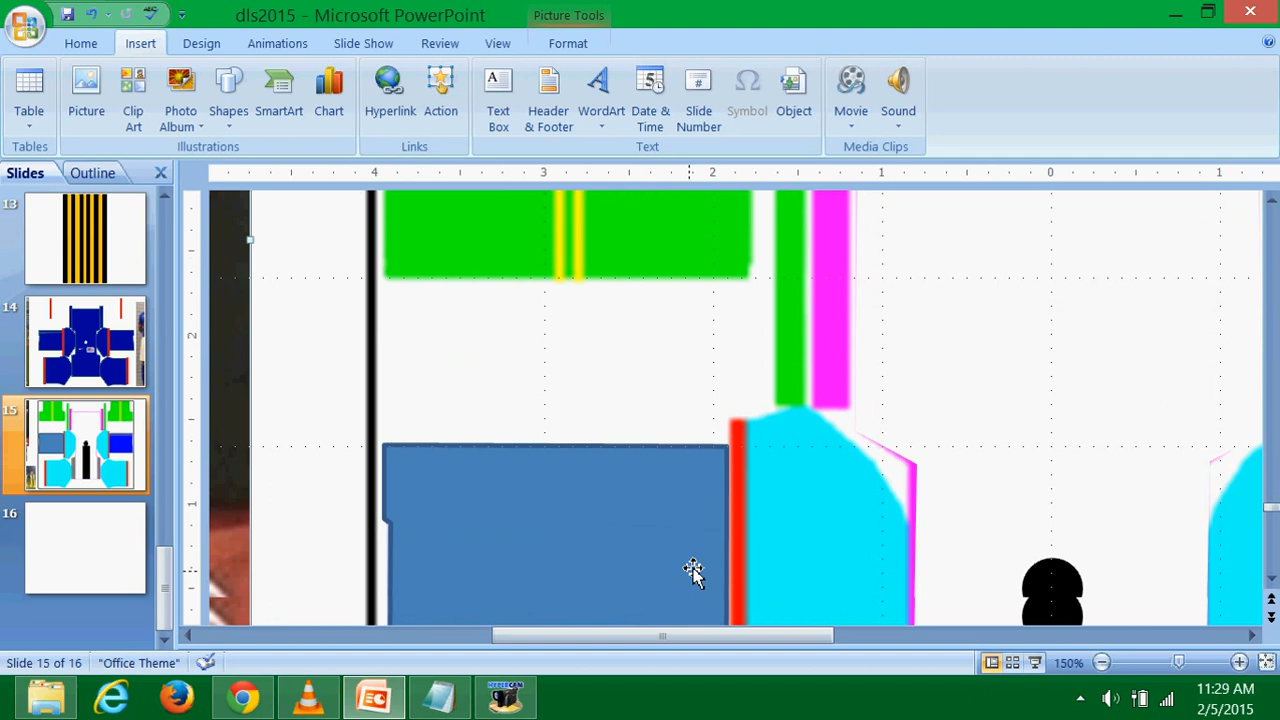 dls2015 - Microsoft PowerPoint
Picture Tools
Home
Insert
Design
Animations
Slide Show
Review
View
Format
Table
Picture
Clip
Art
Photo
Album
Shapes
SmartArt
Chart
Hyperlink
Action
Text
Box
Header
& Footer
WordArt
Date &
Time
Slide
Number
Symbol
Object
Movie
Sound
Tables
Illustrations
Links
Text
Media Clips
Slides
Outline
4 3 2 1 0 1
2
1
13
14
15
16
Slide 15 of 16
"Office Theme"
150%
HYPERCAM
11:29 AM
2/5/2015